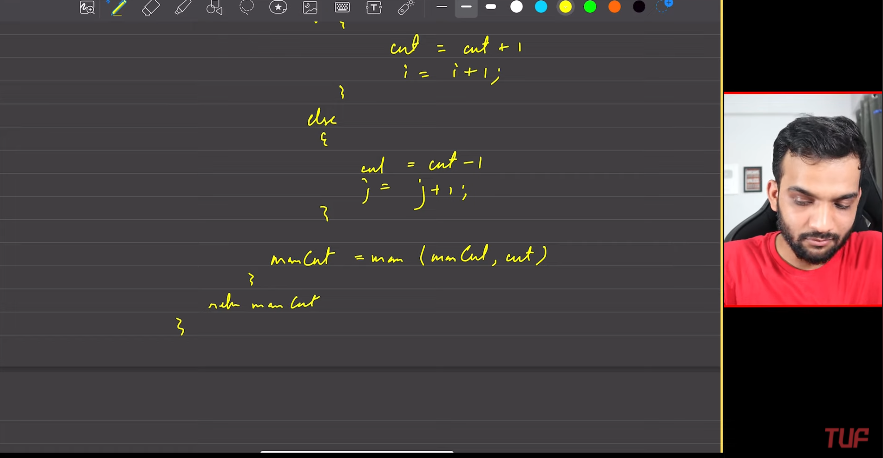 {
cnt = cnt + 1
i = i + 1;
}
else
{
cnt = cnt - 1
j = j + 1;
}
maxCnt = max (maxCnt, cnt)
}
return maxCnt
}
TUF